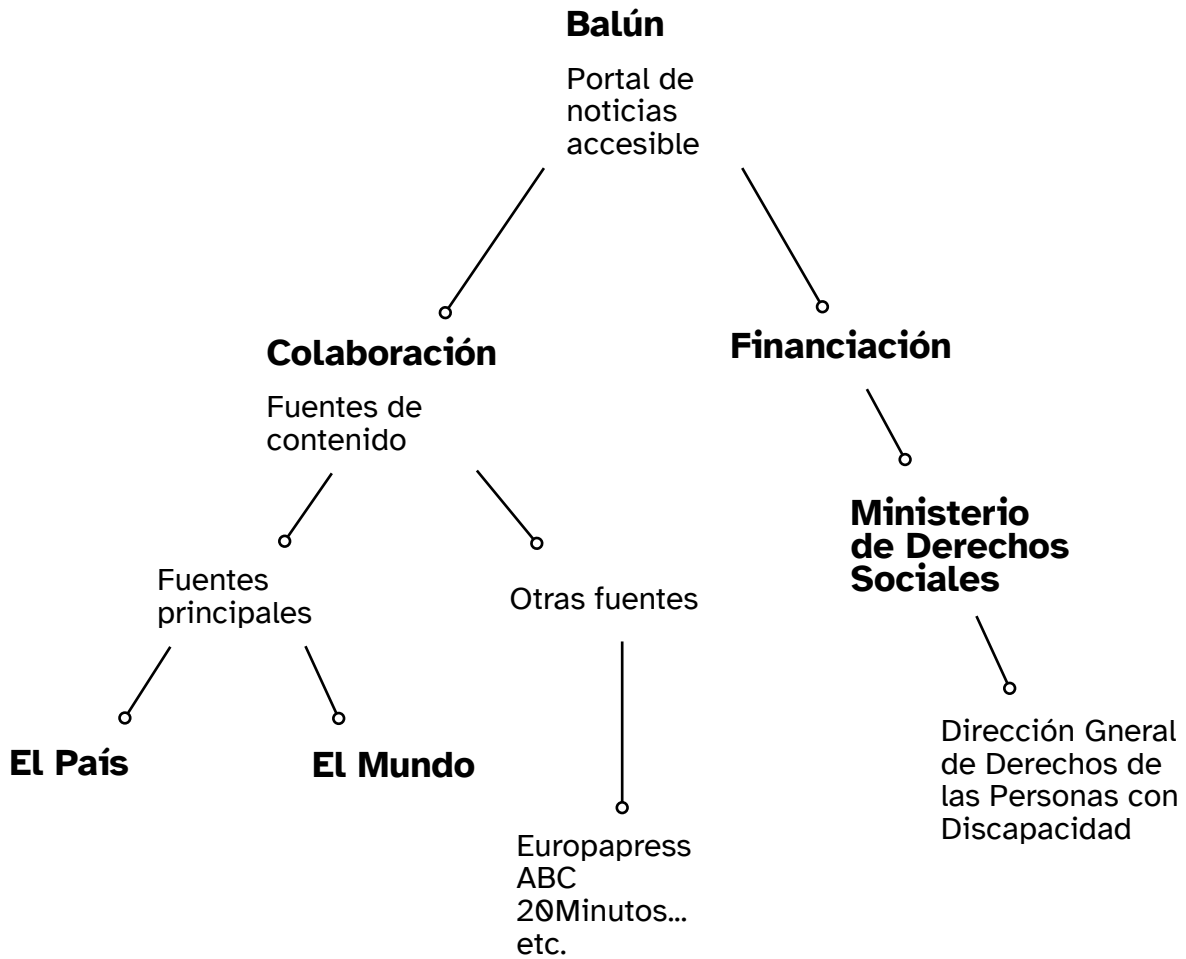 Balún
Portal de
noticias
accesible
Colaboración
Fuentes de
contenido
Financiación
Fuentes
principales
Otras fuentes
Ministerio
de Derechos
Sociales
El País
El Mundo
Europapress
ABC
20Minutos...
etc.
Dirección Gneral
de Derechos de
las Personas con
Discapacidad